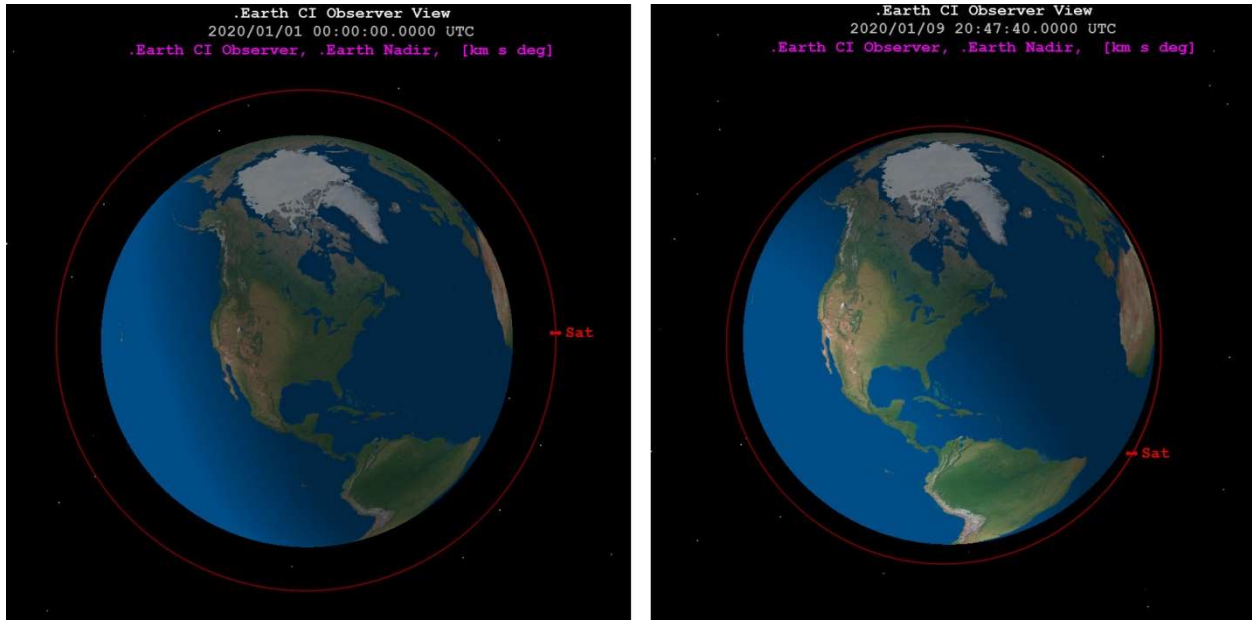 .Earth CI Observer View
2020/01/01 00:00:00.0000 UTC
.Earth CI Observer, .Earth Nadir, [km s deg]
Sat
.Earth CI Observer View
2020/01/09 20:47:40.0000 UTC
.Earth CI Observer, .Earth Nadir, [km s deg]
Sat